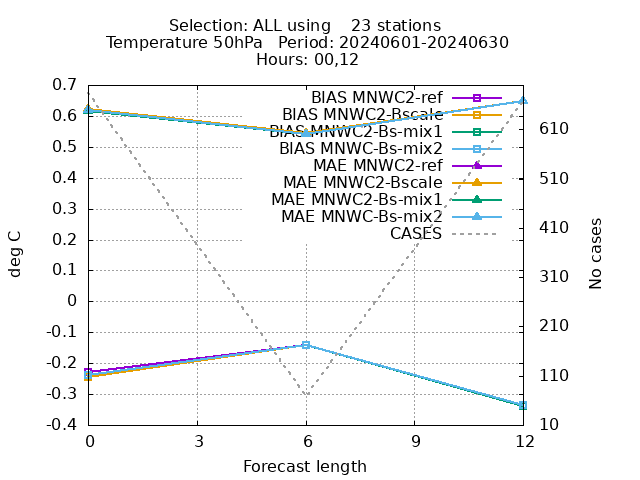 Selection: ALL using    23 stations
Temperature 50hPa   Period: 20240601-20240630
Hours: 00,12
BIAS MNWC2-ref
BIAS MNWC2-Bscale
BIAS MNWC2-Bs-mix1
BIAS MNWC-Bs-mix2
MAE MNWC2-ref
MAE MNWC2-Bscale
MAE MNWC2-Bs-mix1
MAE MNWC-Bs-mix2
CASES
0.7
0.6
0.5
0.4
0.3
0.2
0.1
0
-0.1
-0.2
-0.3
-0.4
deg C
610
510
410
310
210
110
10
No cases
0 3 6 9 12
Forecast length